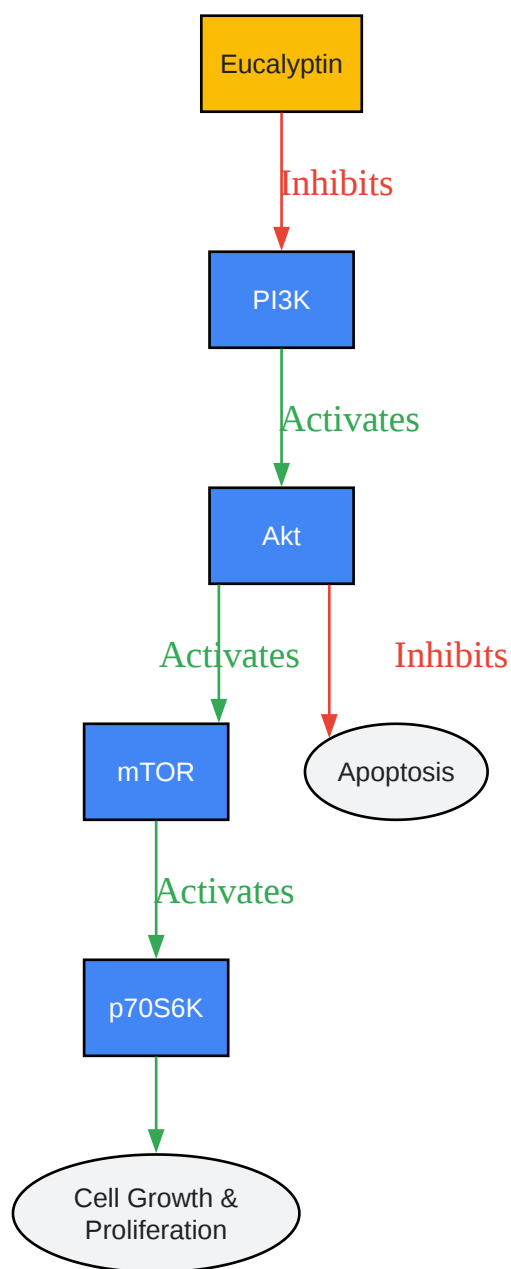 Eucalyptin
Inhibits
PI3K
Activates
Akt
Activates
Inhibits
mTOR
Apoptosis
Activates
p70S6K
Cell Growth &
Proliferation